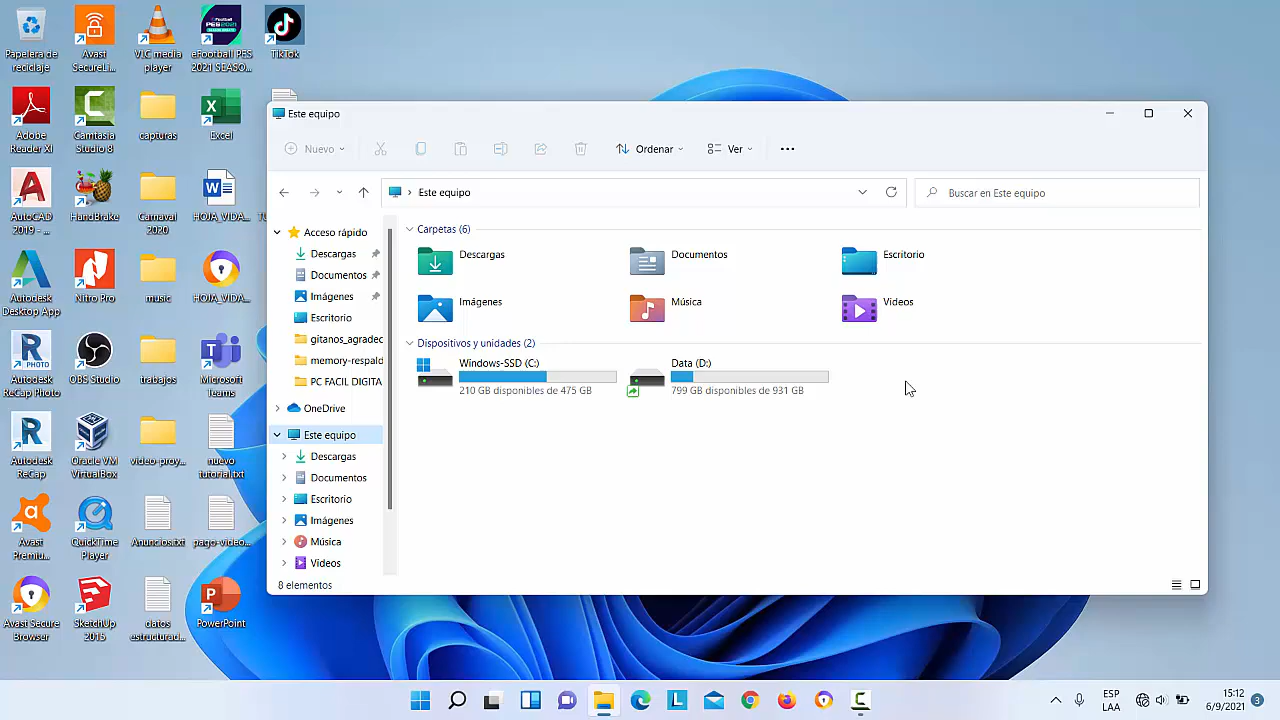 Papelera de
reciclaje
Avast
SecureLi...
VLC media
player
eFootball PES
2021 SEASO...
TikTok
Adobe
Reader XI
Camtasia
Studio 8
capturas
Excel
AutoCAD
2019 - ...
HandBrake
Carnaval
2020
HOJA_VIDA...
Autodesk
Desktop App
Nitro Pro
music
HOJA_VIDA...
Autodesk
Recap Photo
OBS Studio
trabajos
Microsoft
Teams
Autodesk
Recap
Oracle VM
VirtualBox
video-proy...
nuevo
tutorial.txt
Avast
Premiu...
QuickTime
Player
Anuncios.txt
pago-video...
Avast Secure
Browser
SketchUp
2015
datos
estructurad...
PowerPoint
Este equipo
Nuevo
Ordenar
Ver
Este equipo
Buscar en Este equipo
Acceso rápido
Descargas
Documentos
Imágenes
Escritorio
gitanos_agradec
memory-respald
PC FACIL DIGITA
OneDrive
Este equipo
Descargas
Documentos
Escritorio
Imágenes
Música
Videos
Carpetas (6)
Descargas
Documentos
Escritorio
Imágenes
Música
Videos
Dispositivos y unidades (2)
Windows-SSD (C:)
210 GB disponibles de 475 GB
Data (D:)
799 GB disponibles de 931 GB
8 elementos
ESP
LAA
15:12
6/9/2021
3